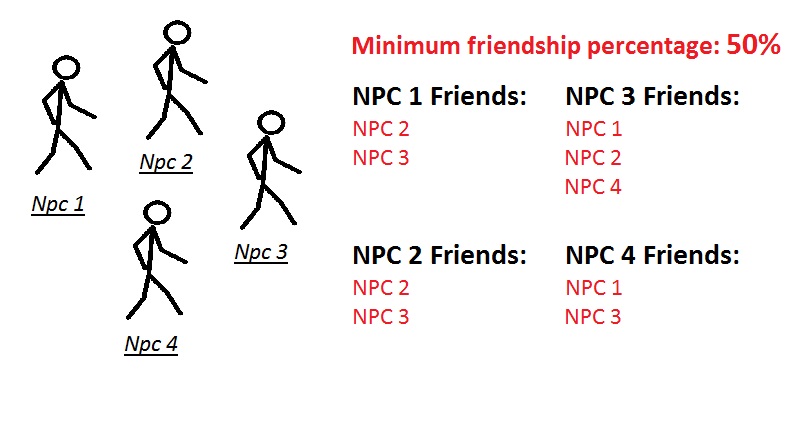 Minimum friendship percentage: 50%
NPC 1 Friends:
NPC 2
NPC 3
NPC 3 Friends:
NPC 1
NPC 2
NPC 4
NPC 2 Friends:
NPC 2
NPC 3
NPC 4 Friends:
NPC 1
NPC 3
Npc 1
Npc 2
Npc 3
Npc 4